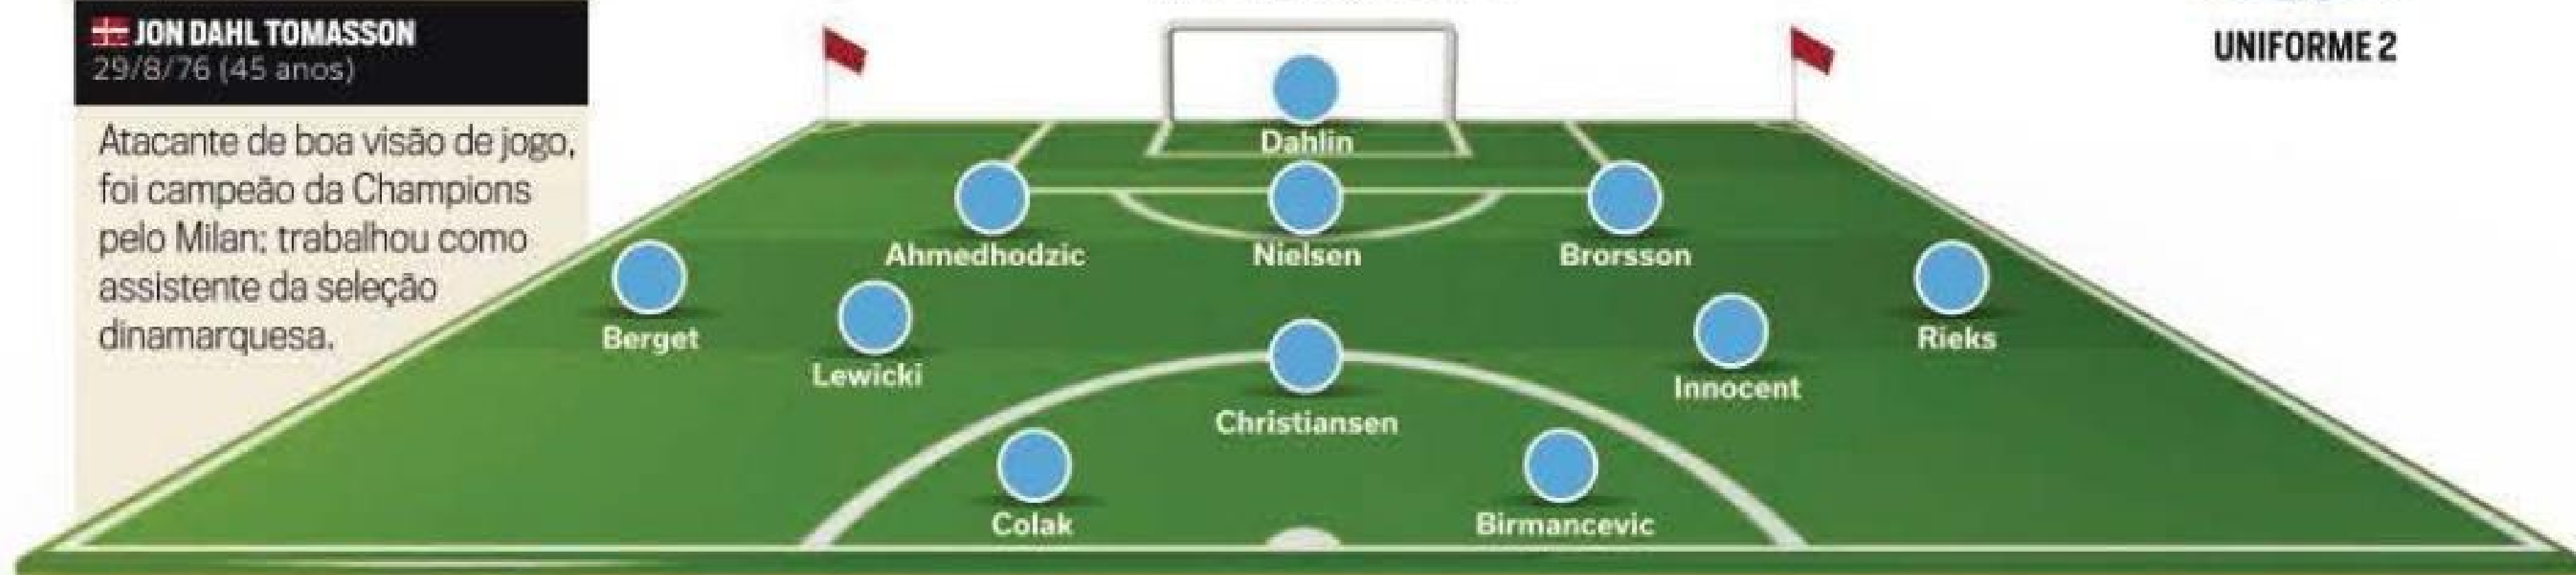 JON DAHL TOMASSON
29/8/76 (45 anos)
Atacante de boa visão de jogo,
foi campeão da Champions
pelo Milan; trabalhou como
assistente da seleção
dinamarquesa.
UNIFORME 2
Dahlin
Ahmedhodzic
Nielsen
Brorsson
Berget
Lewicki
Christiansen
Innocent
Rieks
Colak
Birmancevic